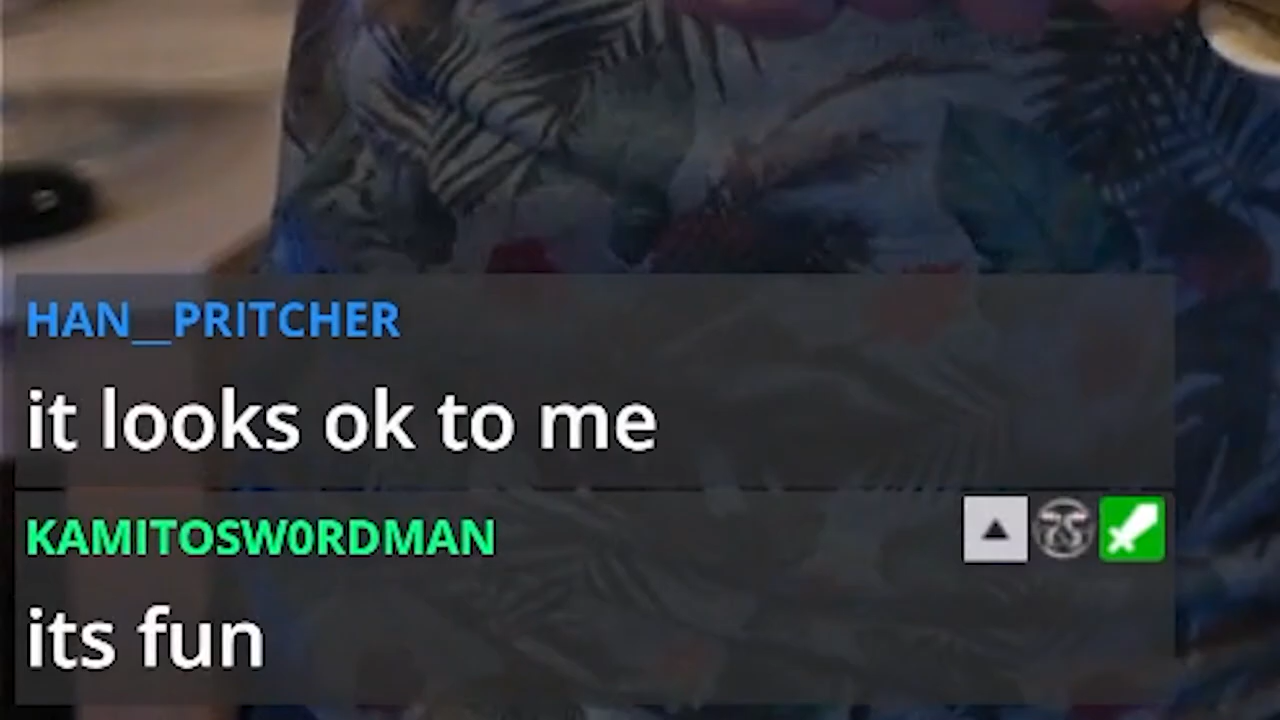 HAN__PRITCHER
it looks ok to me
KAMITOSW0RDMAN
its fun